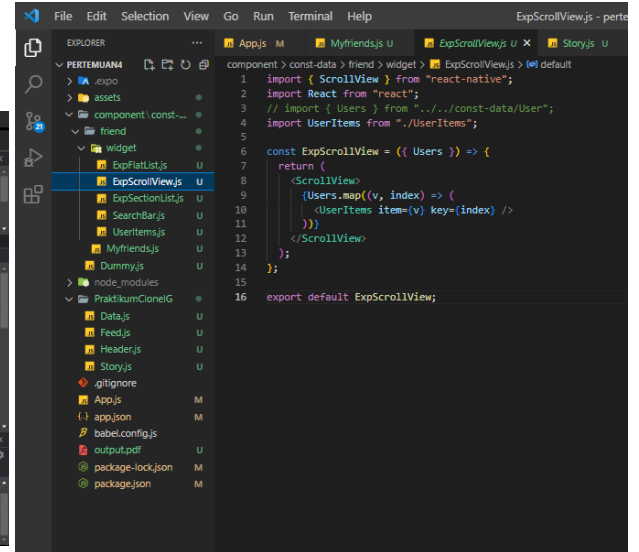 File Edit Selection View Go Run Terminal Help ExpScrollView.js - perte
EXPLORER ...
App.js M Myfriends.js U ExpScrollView.js U Story.js U
PERTEMUAN4
component > const-data > friend > widget > ExpScrollView.js > default
.expo
assets
component\const-...
friend
widget
ExpFlatList.js U
ExpScrollView.js U
ExpSectionList.js U
SearchBar.js U
UserItems.js U
Myfriends.js U
Dummy.js U
node_modules
PraktikumCloneIG
Data.js U
Feed.js U
Header.js U
Story.js U
.gitignore
App.js M
{..} app.json M
babel.config.js
output.pdf U
package-lock.json M
package.json M
21
1 import { ScrollView } from "react-native";
2 import React from "react";
3 // import { Users } from "../../const-data/User";
4 import UserItems from "./UserItems";
5
6 const ExpScrollView = ({ Users }) => {
7 return (
8 <ScrollView>
9 {Users.map((v, index) => (
10 <UserItems item={v} key={index} />
11 ))}
12 </ScrollView>
13 );
14 };
15
16 export default ExpScrollView;